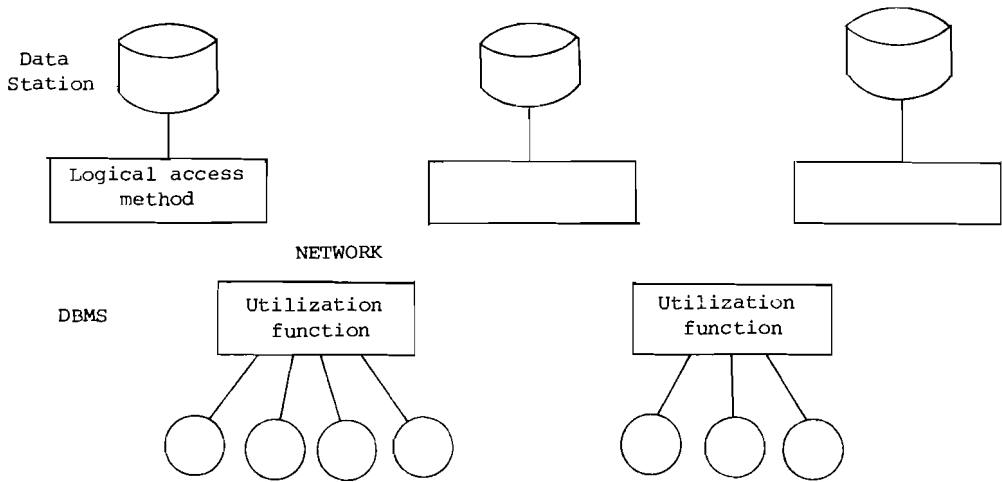 Data
Station
Logical access
method
NETWORK
DBMS
Utilization
function
Utilization
function